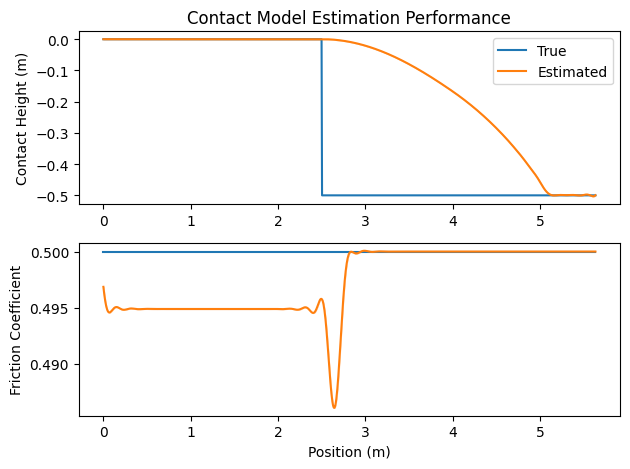 Contact Model Estimation Performance
Contact Height (m)
0.0
−0.1
−0.2
−0.3
−0.4
−0.5
True
Estimated
0 1 2 3 4 5
Friction Coefficient
0.500
0.495
0.490
0 1 2 3 4 5
Position (m)